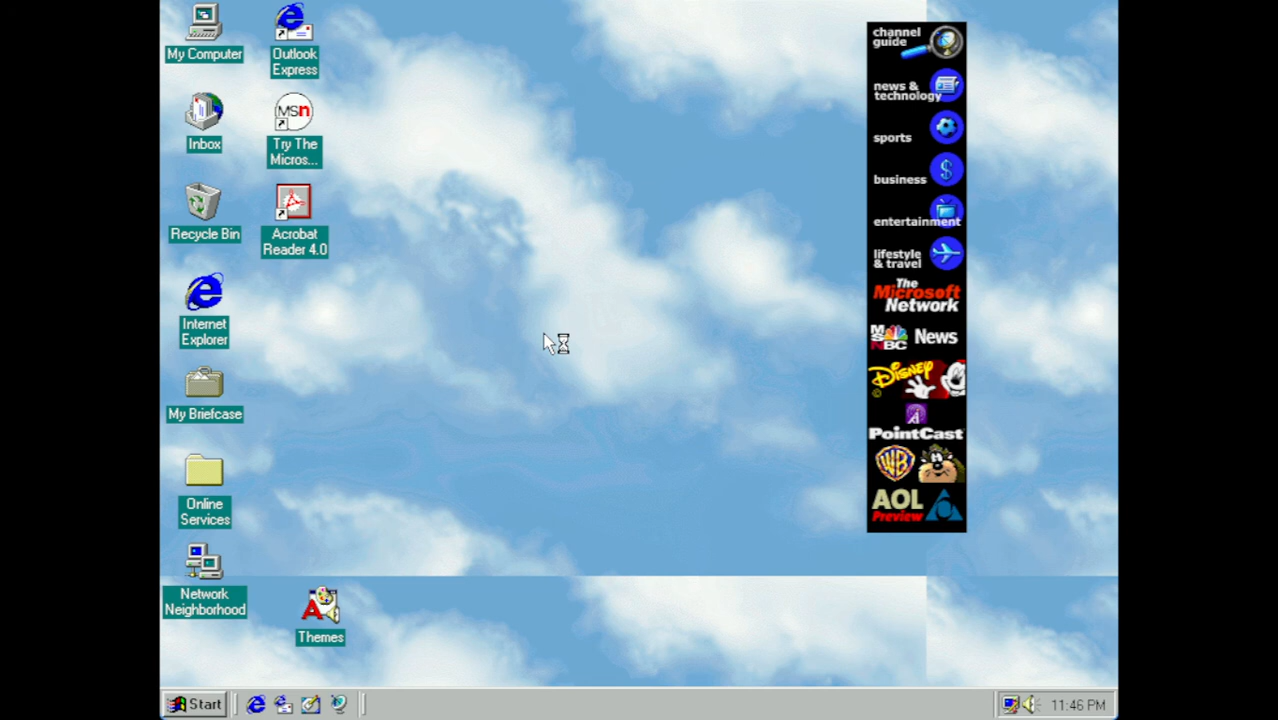 My Computer
Outlook
Express
Inbox
MSn
Try The
Micros...
Recycle Bin
Acrobat
Reader 4.0
Internet
Explorer
My Briefcase
Online
Services
Network
Neighborhood
Themes
channel
guide
news &
technology
sports
business
entertainment
lifestyle
& travel
The
Microsoft
Network
MSNBC News
DISNEY
©
PointCast
WB
AOL
Preview
Start
11:46 PM